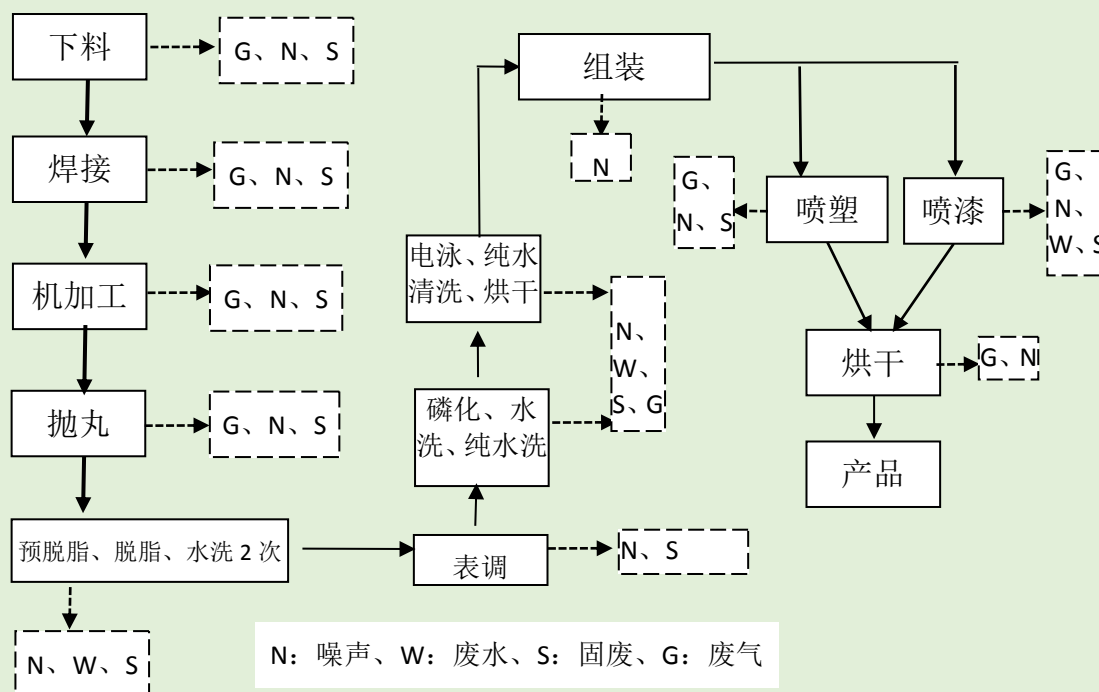 下料
G、N、S
焊接
G、N、S
机加工
G、N、S
抛丸
G、N、S
预脱脂、脱脂、水洗 2 次
N、W、S
表调
N、S
磷化、水
洗、纯水洗
电泳、纯水
清洗、烘干
N、
W、
S、G
组装
N
喷塑
G、
N、S
喷漆
G、
N、
W、S
烘干
G、N
产品
N：噪声、W：废水、S：固废、G：废气